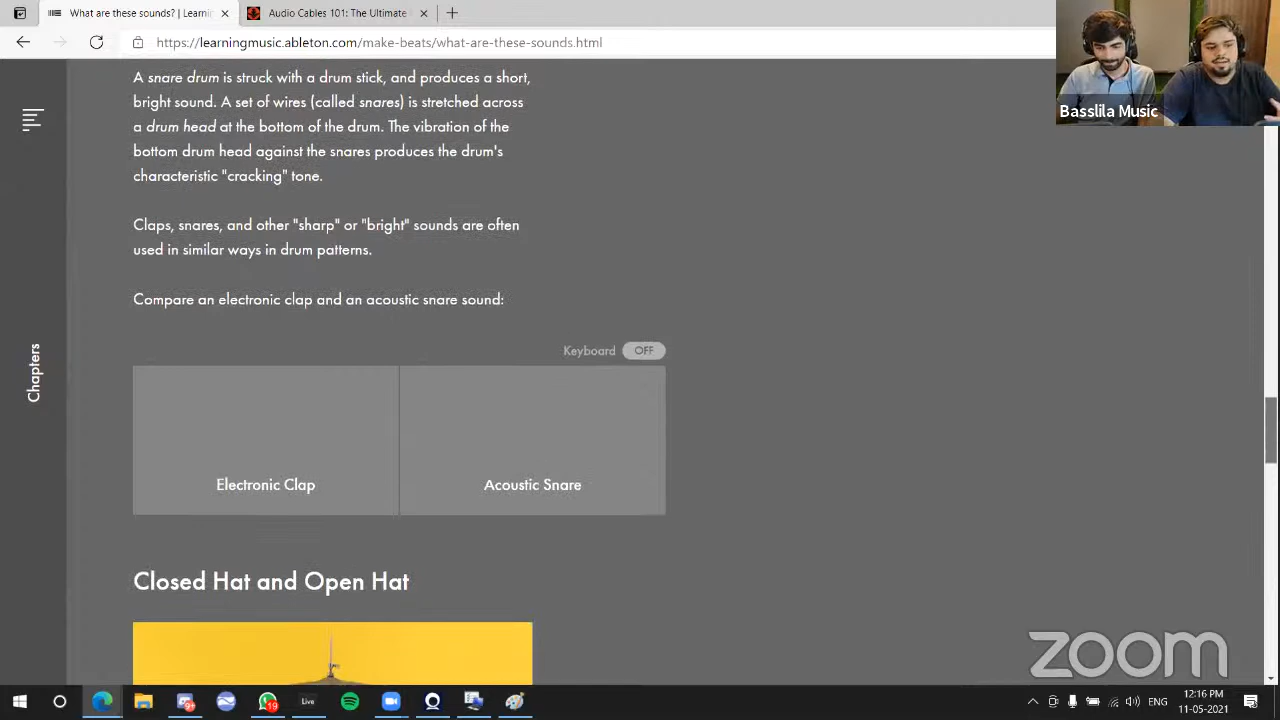 What are these sounds? | Learni
Audio Cables 101: The Ultimate
https://learningmusic.ableton.com/make-beats/what-are-these-sounds.html
Basslila Music
A snare drum is struck with a drum stick, and produces a short,
bright sound. A set of wires (called snares) is stretched across
a drum head at the bottom of the drum. The vibration of the
bottom drum head against the snares produces the drum's
characteristic "cracking" tone.
Claps, snares, and other "sharp" or "bright" sounds are often
used in similar ways in drum patterns.
Compare an electronic clap and an acoustic snare sound:
Chapters
Keyboard OFF
Electronic Clap Acoustic Snare
Closed Hat and Open Hat
zoom
19
Live
ENG
12:16 PM
11-05-2021